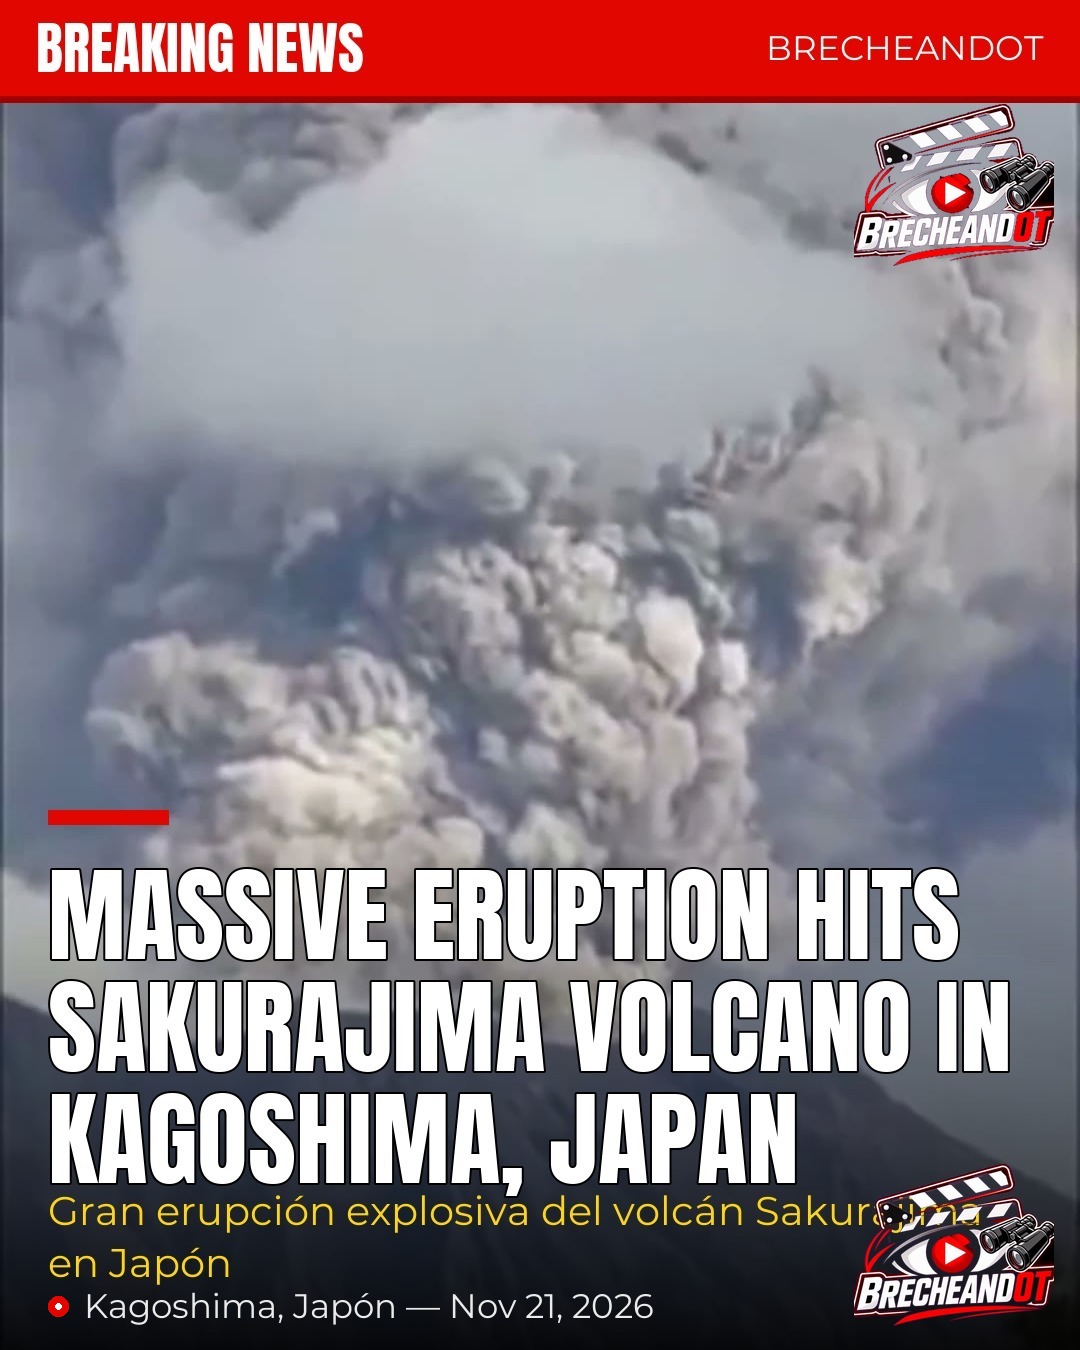 BREAKING NEWS
BRECHEANDOT
BRECHEANDOT
MASSIVE ERUPTION HITS
SAKURAJIMA VOLCANO IN
KAGOSHIMA, JAPAN
Gran erupción explosiva del volcán Sakurajima
en Japón
Kagoshima, Japón — Nov 21, 2026
BRECHEANDOT